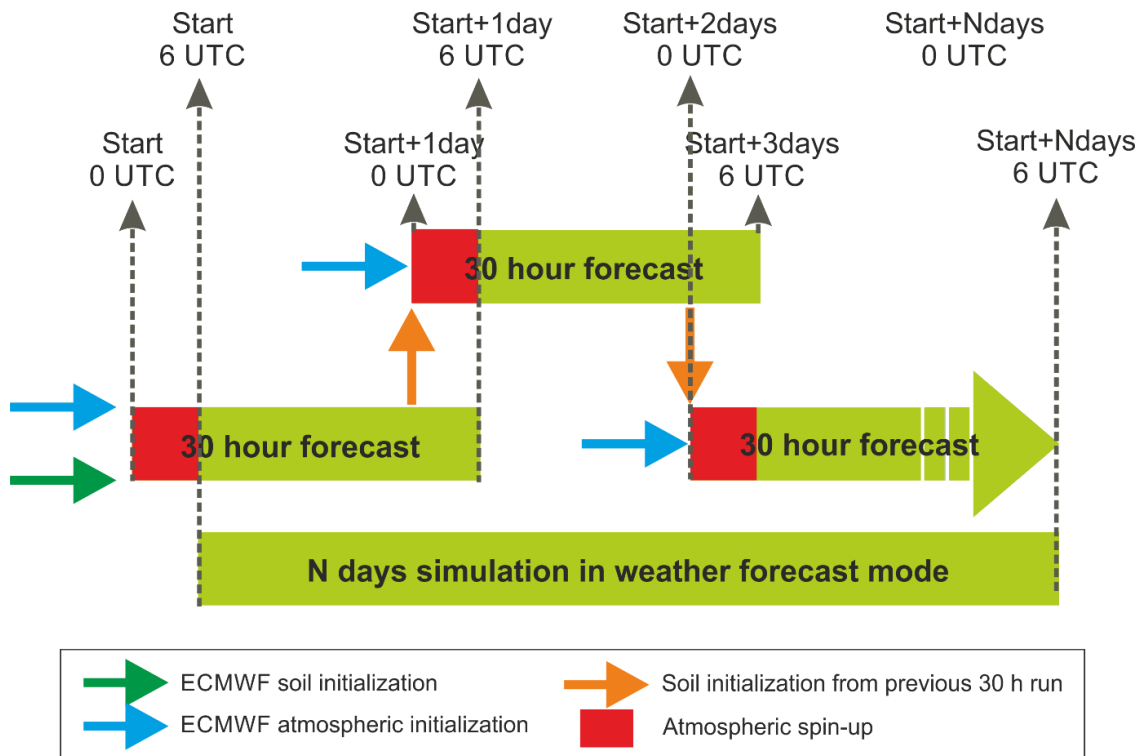 Start
6 UTC
Start+1day
6 UTC
Start+2days
0 UTC
Start+Ndays
0 UTC
Start
0 UTC
Start+1day
0 UTC
Start+3days
6 UTC
Start+Ndays
6 UTC
30 hour forecast
30 hour forecast
30 hour forecast
N days simulation in weather forecast mode
ECMWF soil initialization
ECMWF atmospheric initialization
Soil initialization from previous 30 h run
Atmospheric spin-up